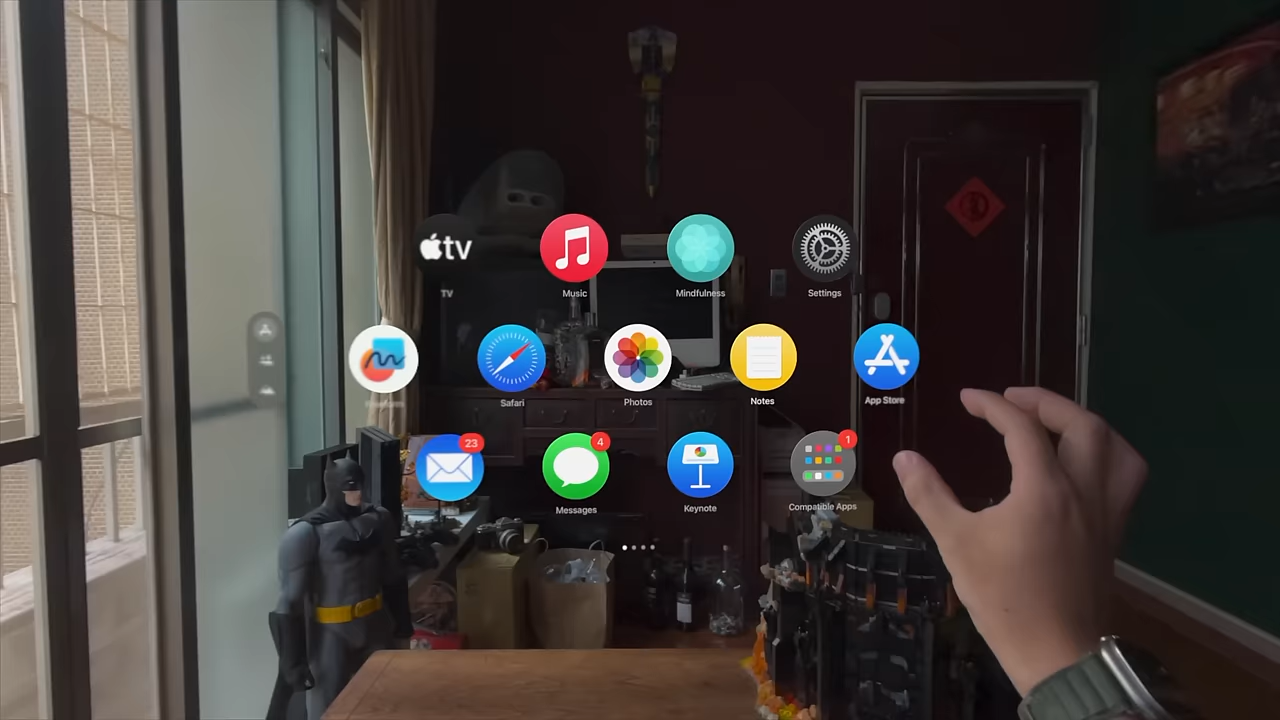 tv
TV
Music
Mindfulness
Settings
Safari
Photos
Notes
App Store
23
4
1
Messages
Keynote
Compatible Apps